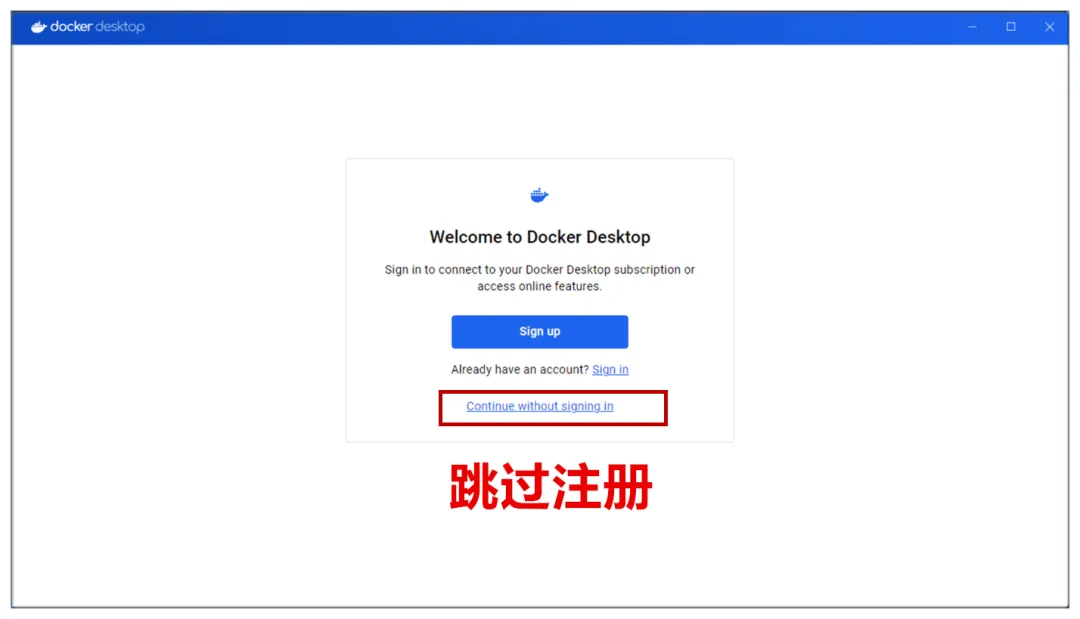 docker desktop
Welcome to Docker Desktop
Sign in to connect to your Docker Desktop subscription or
access online features.
Sign up
Already have an account? Sign in
Continue without signing in
跳过注册